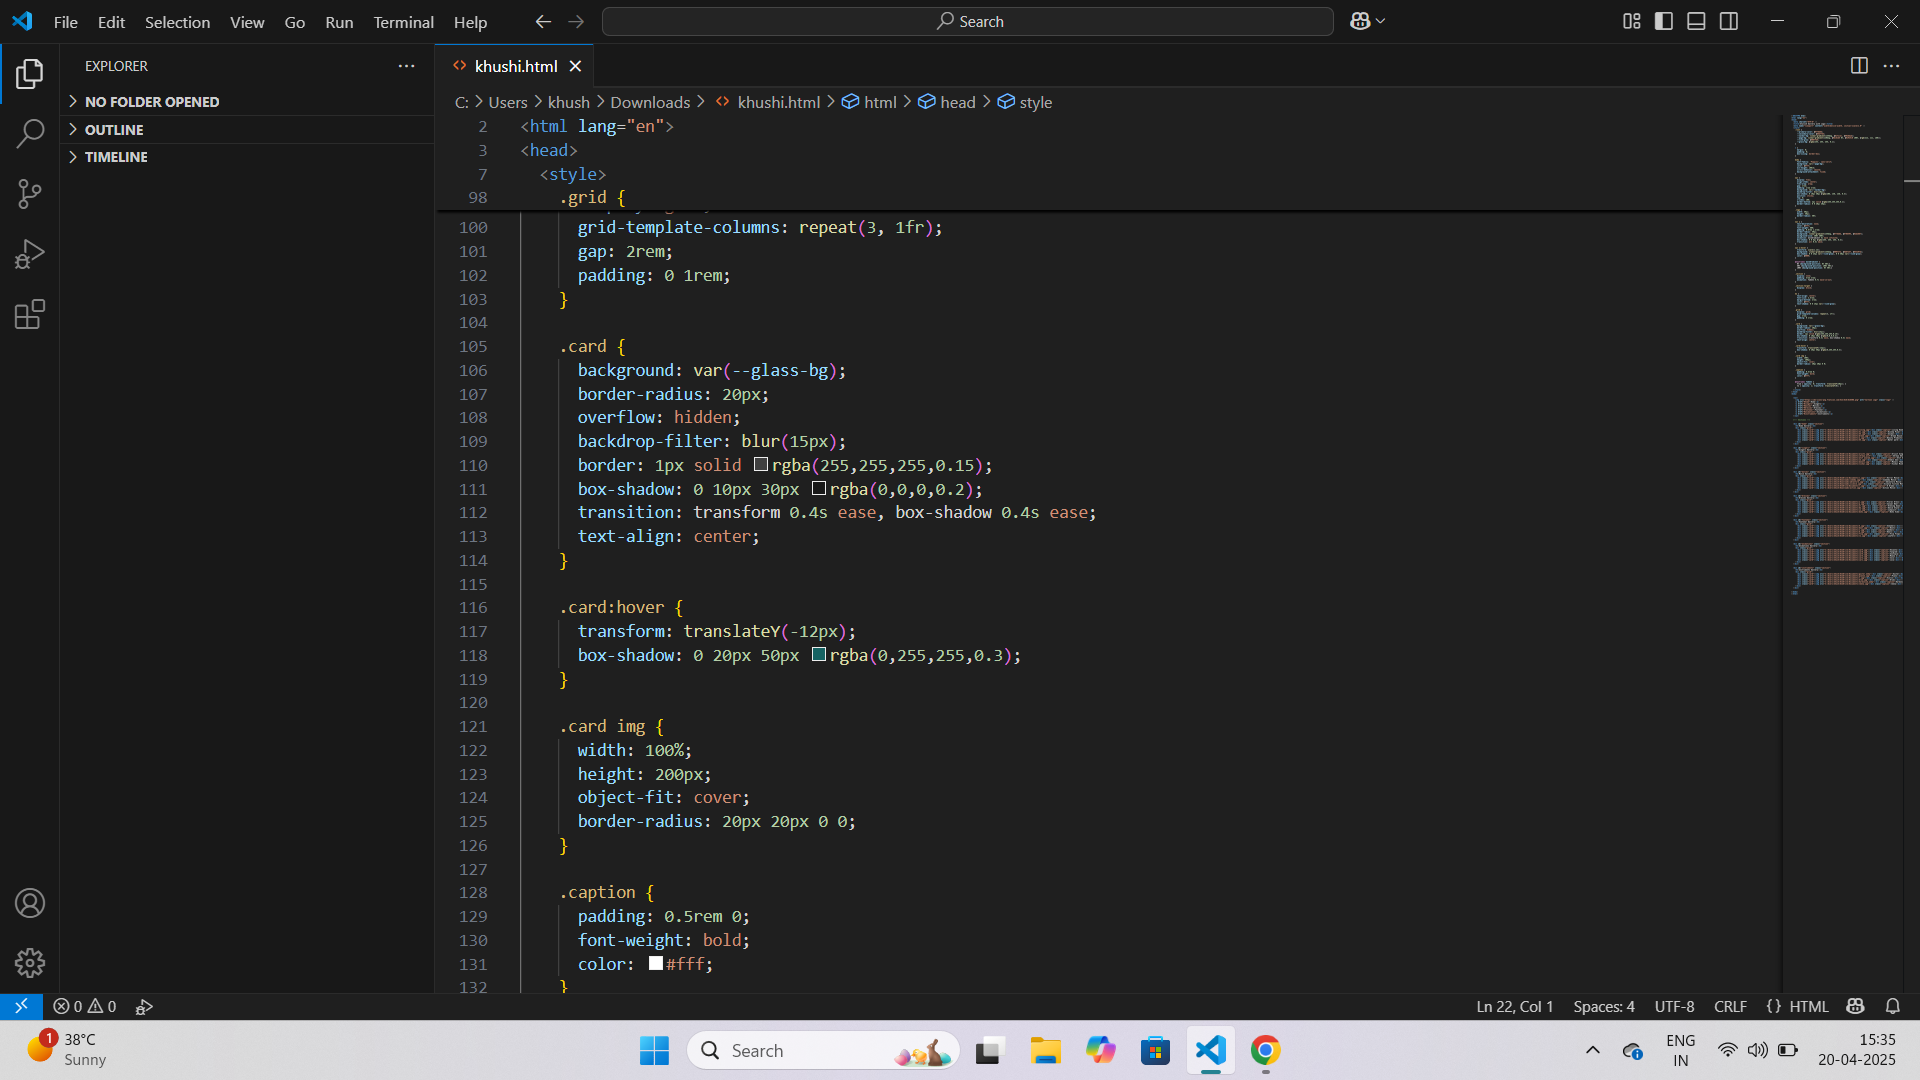 File Edit Selection View Go Run Terminal Help
Search
EXPLORER
NO FOLDER OPENED
OUTLINE
TIMELINE
khushi.html
C: > Users > khush > Downloads > khushi.html > html > head > style
2 <html lang="en">
3 <head>
7 <style>
98 .grid {
100 grid-template-columns: repeat(3, 1fr);
101 gap: 2rem;
102 padding: 0 1rem;
103 }
104
105 .card {
106 background: var(--glass-bg);
107 border-radius: 20px;
108 overflow: hidden;
109 backdrop-filter: blur(15px);
110 border: 1px solid rgba(255,255,255,0.15);
111 box-shadow: 0 10px 30px rgba(0,0,0,0.2);
112 transition: transform 0.4s ease, box-shadow 0.4s ease;
113 text-align: center;
114 }
115
116 .card:hover {
117 transform: translateY(-12px);
118 box-shadow: 0 20px 50px rgba(0,255,255,0.3);
119 }
120
121 .card img {
122 width: 100%;
123 height: 200px;
124 object-fit: cover;
125 border-radius: 20px 20px 0 0;
126 }
127
128 .caption {
129 padding: 0.5rem 0;
130 font-weight: bold;
131 color: #fff;
132 }
0 0
Ln 22, Col 1 Spaces: 4 UTF-8 CRLF {} HTML
1
38°C
Sunny
Search
ENG
IN
15:35
20-04-2025